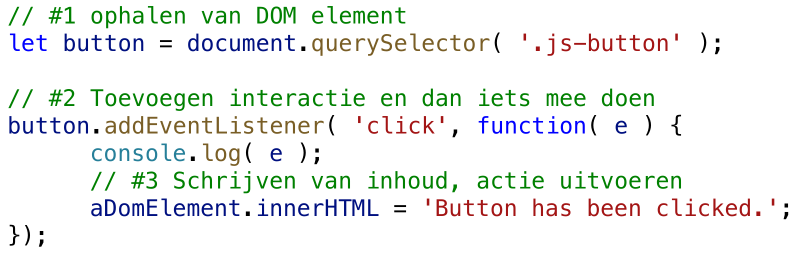 // #1 ophalen van DOM element
let button = document.querySelector( '.js-button' );
// #2 Toevoegen interactie en dan iets mee doen
button.addEventListener( 'click', function( e ) {
console.log( e );
// #3 Schrijven van inhoud, actie uitvoeren
aDomElement.innerHTML = 'Button has been clicked.';
});